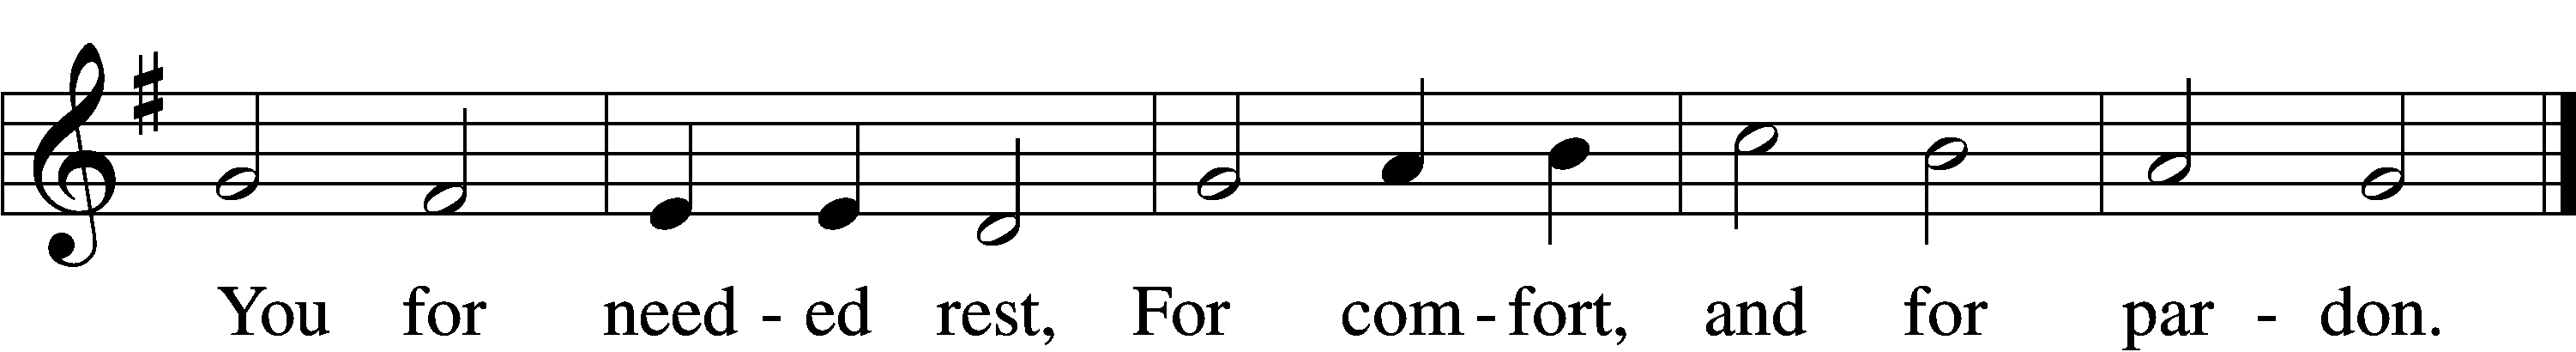 You for need - ed rest, For com - fort, and for par - don.